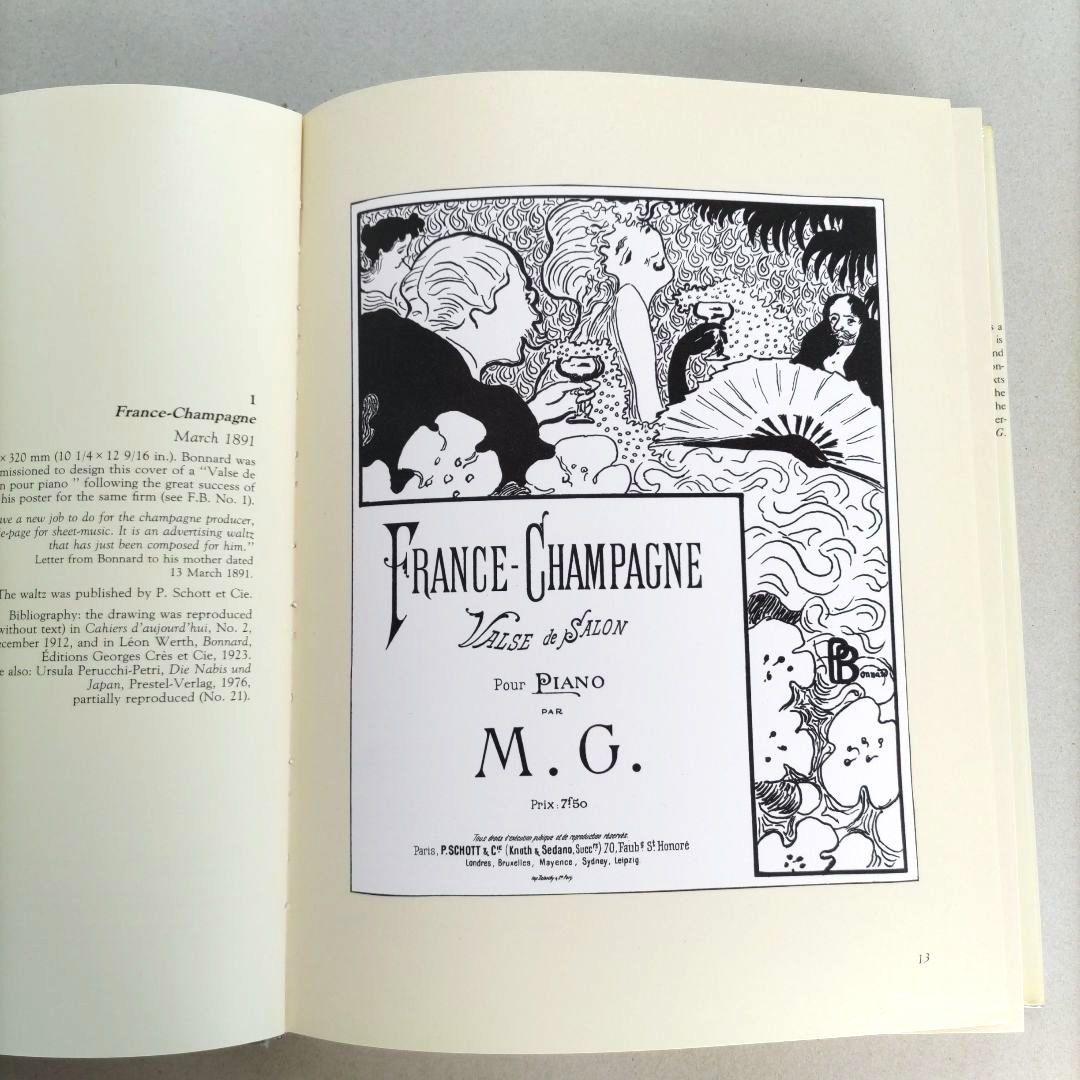 1
France-Champagne
March 1891
× 320 mm (10 1/4 × 12 9/16 in.). Bonnard was
missioned to design this cover of a "Valse de
n pour piano " following the great success of
his poster for the same firm (see F.B. No. 1).
ve a new job to do for the champagne producer,
e-page for sheet-music. It is an advertising waltz
that has just been composed for him."
Letter from Bonnard to his mother dated
13 March 1891.
The waltz was published by P. Schott et Cie.
Bibliography: the drawing was reproduced
without text) in Cahiers d'aujourd'hui, No. 2,
ecember 1912, and in Léon Werth, Bonnard,
Éditions Georges Crès et Cie, 1923.
e also: Ursula Perucchi-Petri, Die Nabis und
Japan, Prestel-Verlag, 1976,
partially reproduced (No. 21).
FRANCE-CHAMPAGNE
VALSE de SALON
Pour PIANO
PAR
M. G.
Prix: 7f50
Tous droits d'exécution publique et de reproduction réservés.
Paris, P. SCHOTT & Cie (Knoth & Sedano, Succrs) 70, Faubg St Honoré
Londres, Bruxelles, Mayence, Sydney, Leipzig.
PB
Bonnard
13
s a
is
nd
on-
cts
he
he
er-
G.